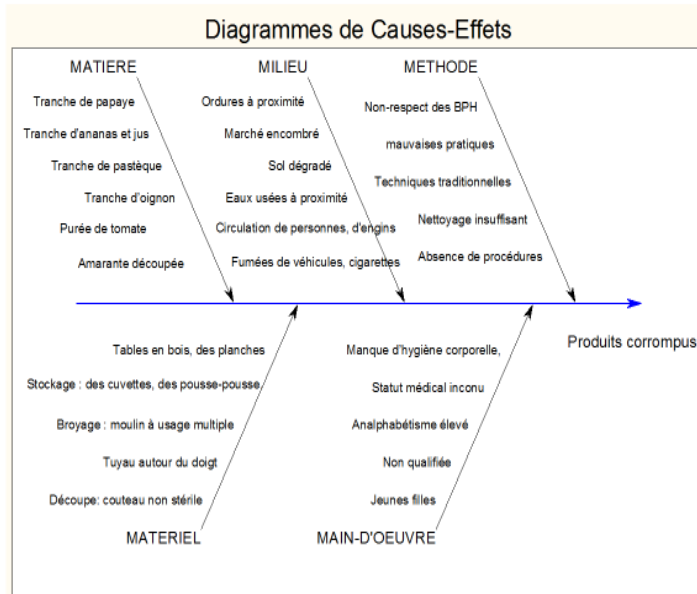 Diagrammes de Causes-Effets
MATIERE
Tranche de papaye
Tranche d'ananas et jus
Tranche de pastèque
Tranche d'oignon
Purée de tomate
Amarante découpée
MILIEU
Ordures à proximité
Marché encombré
Sol dégradé
Eaux usées à proximité
Circulation de personnes, d'engins
Fumées de véhicules, cigarettes
METHODE
Non-respect des BPH
mauvaises pratiques
Techniques traditionnelles
Nettoyage insuffisant
Absence de procédures
Produits corrompus
Tables en bois, des planches
Stockage : des cuvettes, des pousse-pousse,
Broyage : moulin à usage multiple
Tuyau autour du doigt
Découpe: couteau non stérile
MATERIEL
Manque d'hygiène corporelle,
Statut médical inconu
Analphabétisme élevé
Non qualifiée
Jeunes filles
MAIN-D'OEUVRE